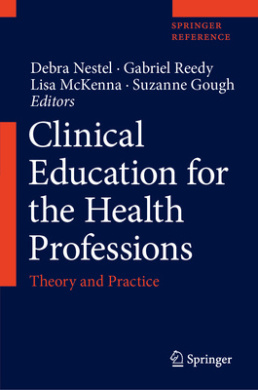 SPRINGER
REFERENCE
Debra Nestel · Gabriel Reedy
Lisa McKenna · Suzanne Gough
Editors
Clinical
Education for
the Health
Professions
Theory and Practice
Springer